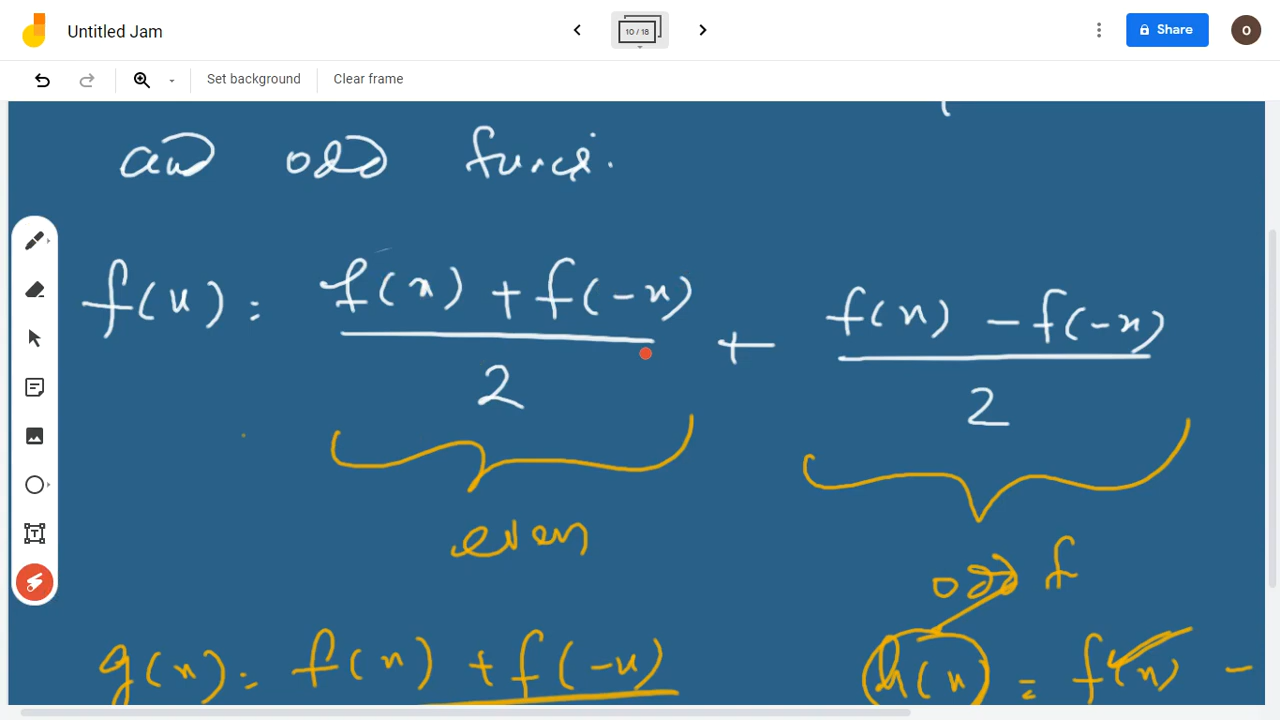 Untitled Jam
10 / 18
Share
O
Set background
Clear frame
and odd func.
f(x) = f(x) + f(-x) / 2 + f(x) - f(-x) / 2
even
odd f
g(x) = f(x) + f(-x)
h(x) = f(x) -